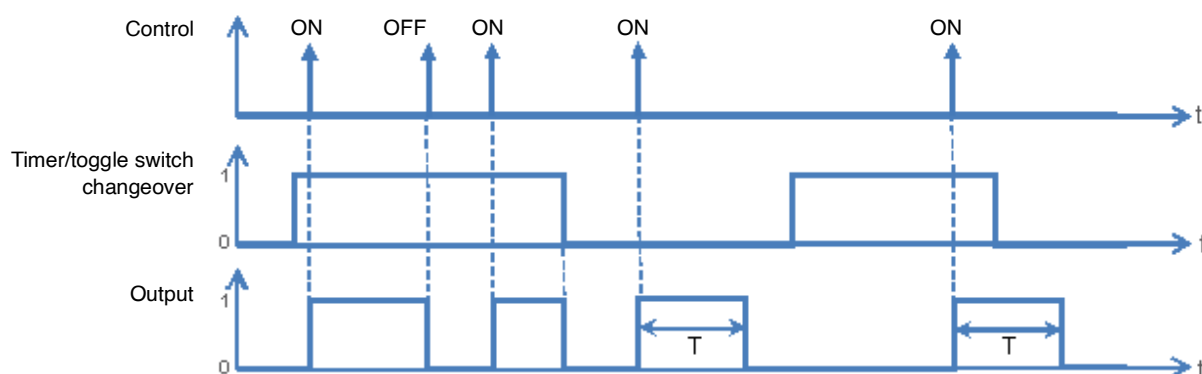 Control
ON
OFF
ON
ON
ON
t
Timer/toggle switch
changeover
1
0
t
Output
1
T
T
0
t